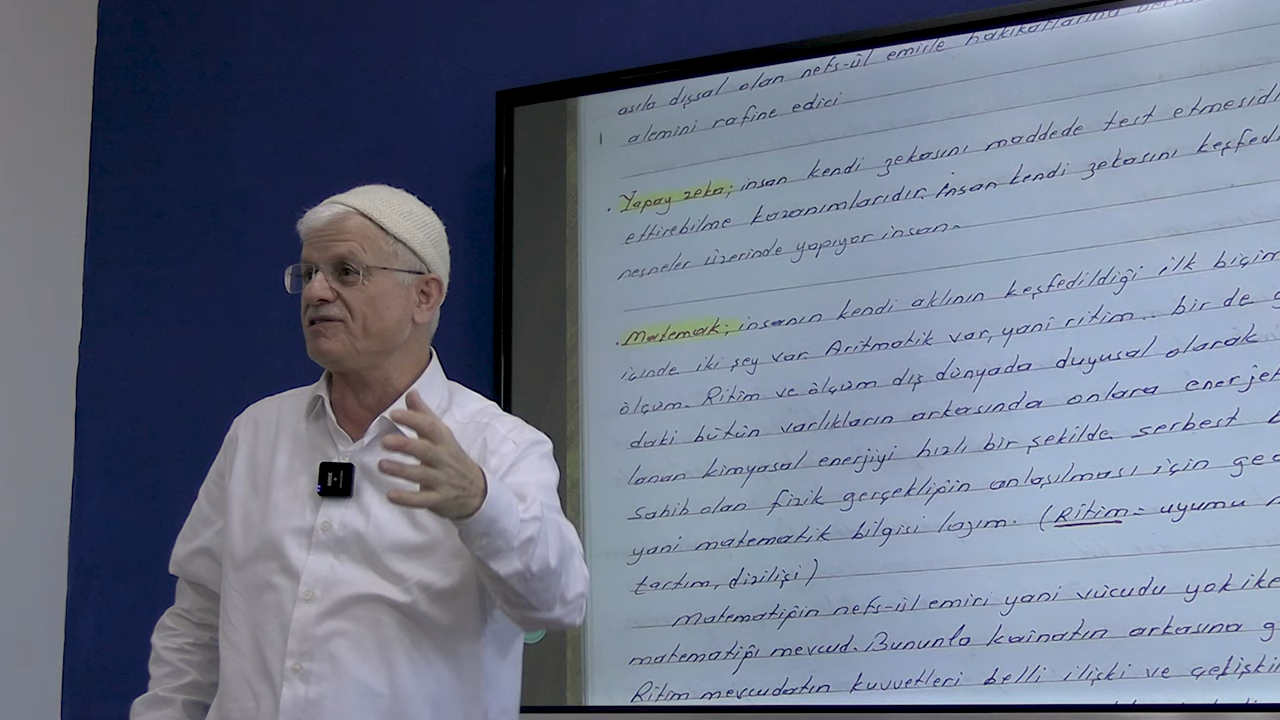 asıla dışsal olan nefs-ül emirle hakikatlarına
alemini rafine edici
. Yapay zeka; insan kendi zekasını maddede test etmesidi
ettirebilme kazanımlarıdır. İnsan kendi zekasını keşfed
nesneler üzerinde yapıyor insan.
. Matemak; insanın kendi aklının keşfedildiği ilk biçim
içinde iki şey var. Aritmatik var, yani ritim.. bir de
ölçüm. Ritim ve ölçüm dış dünyada duyusal olarak
daki bütün varlıkların arkasında onlara enerje
lanan kimyasal enerjiyi hızlı bir şekilde serbest
sahib olan fizik gerçekliğin anlaşılması için
yani matematik bilgisi lazım. (Ritim = uyumu
tartım, dizilişi)
Matematiğin nefs-ül emiri yani vücudu yok ike
matematiği mevcud. Bununla kainatın arkasına
Ritim mevcudatın kuvvetleri belli ilişki ve çekişki